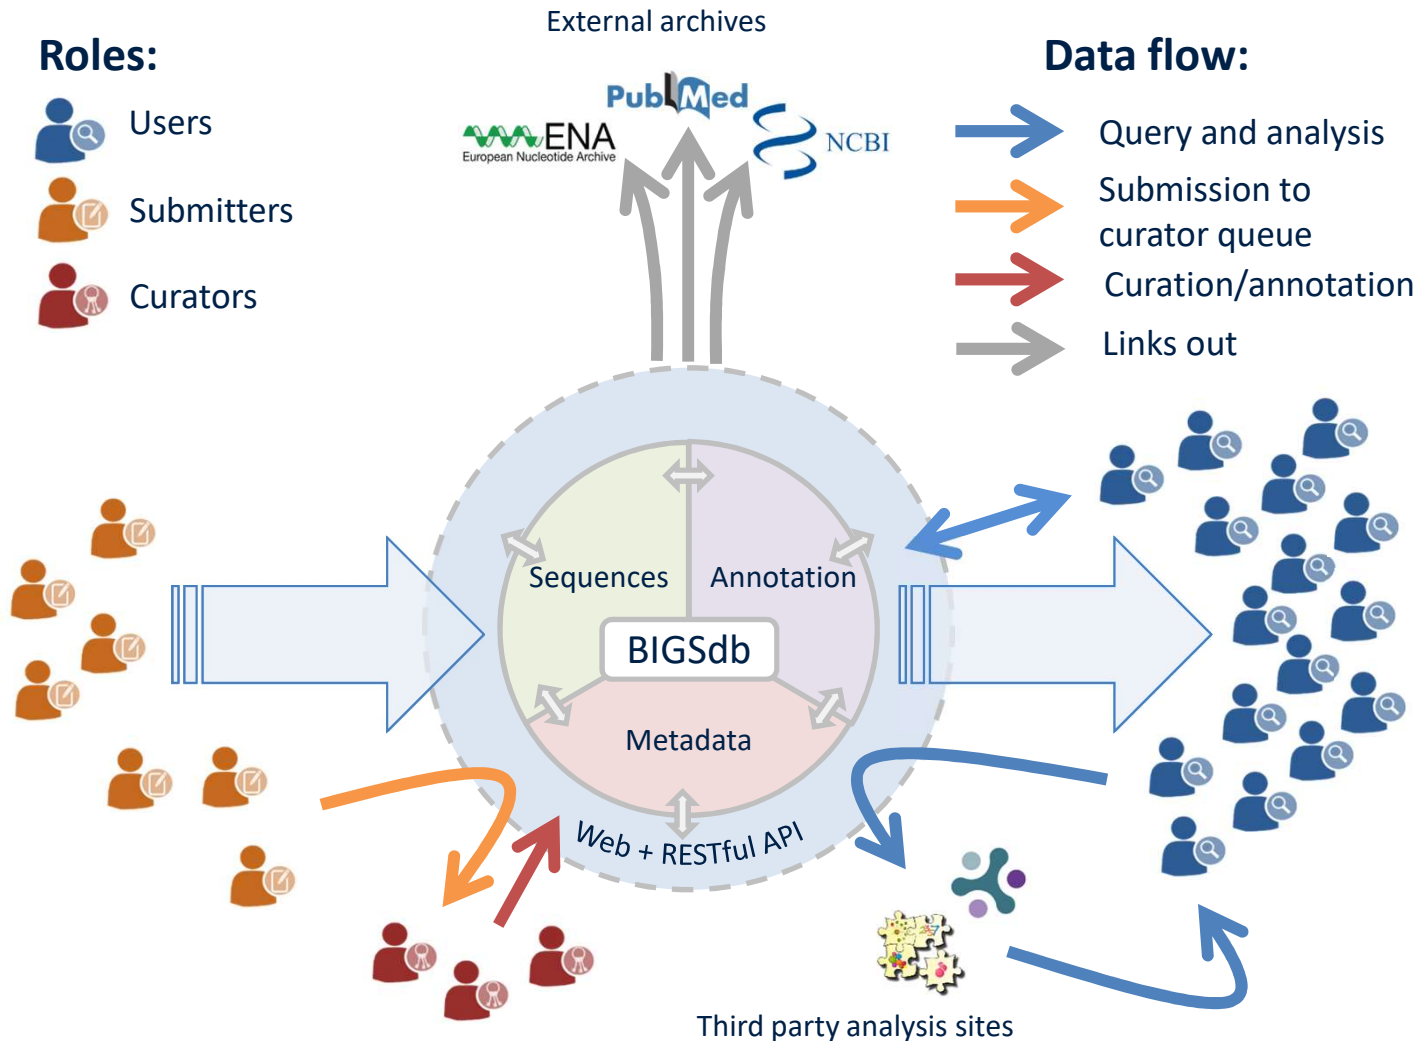 External archives
Roles:
Data flow:
PubMed
ENA
European Nucleotide Archive
NCBI
Users
Submitters
Curators
Query and analysis
Submission to
curator queue
Curation/annotation
Links out
Sequences
Annotation
BIGSdb
Metadata
Web + RESTful API
Third party analysis sites